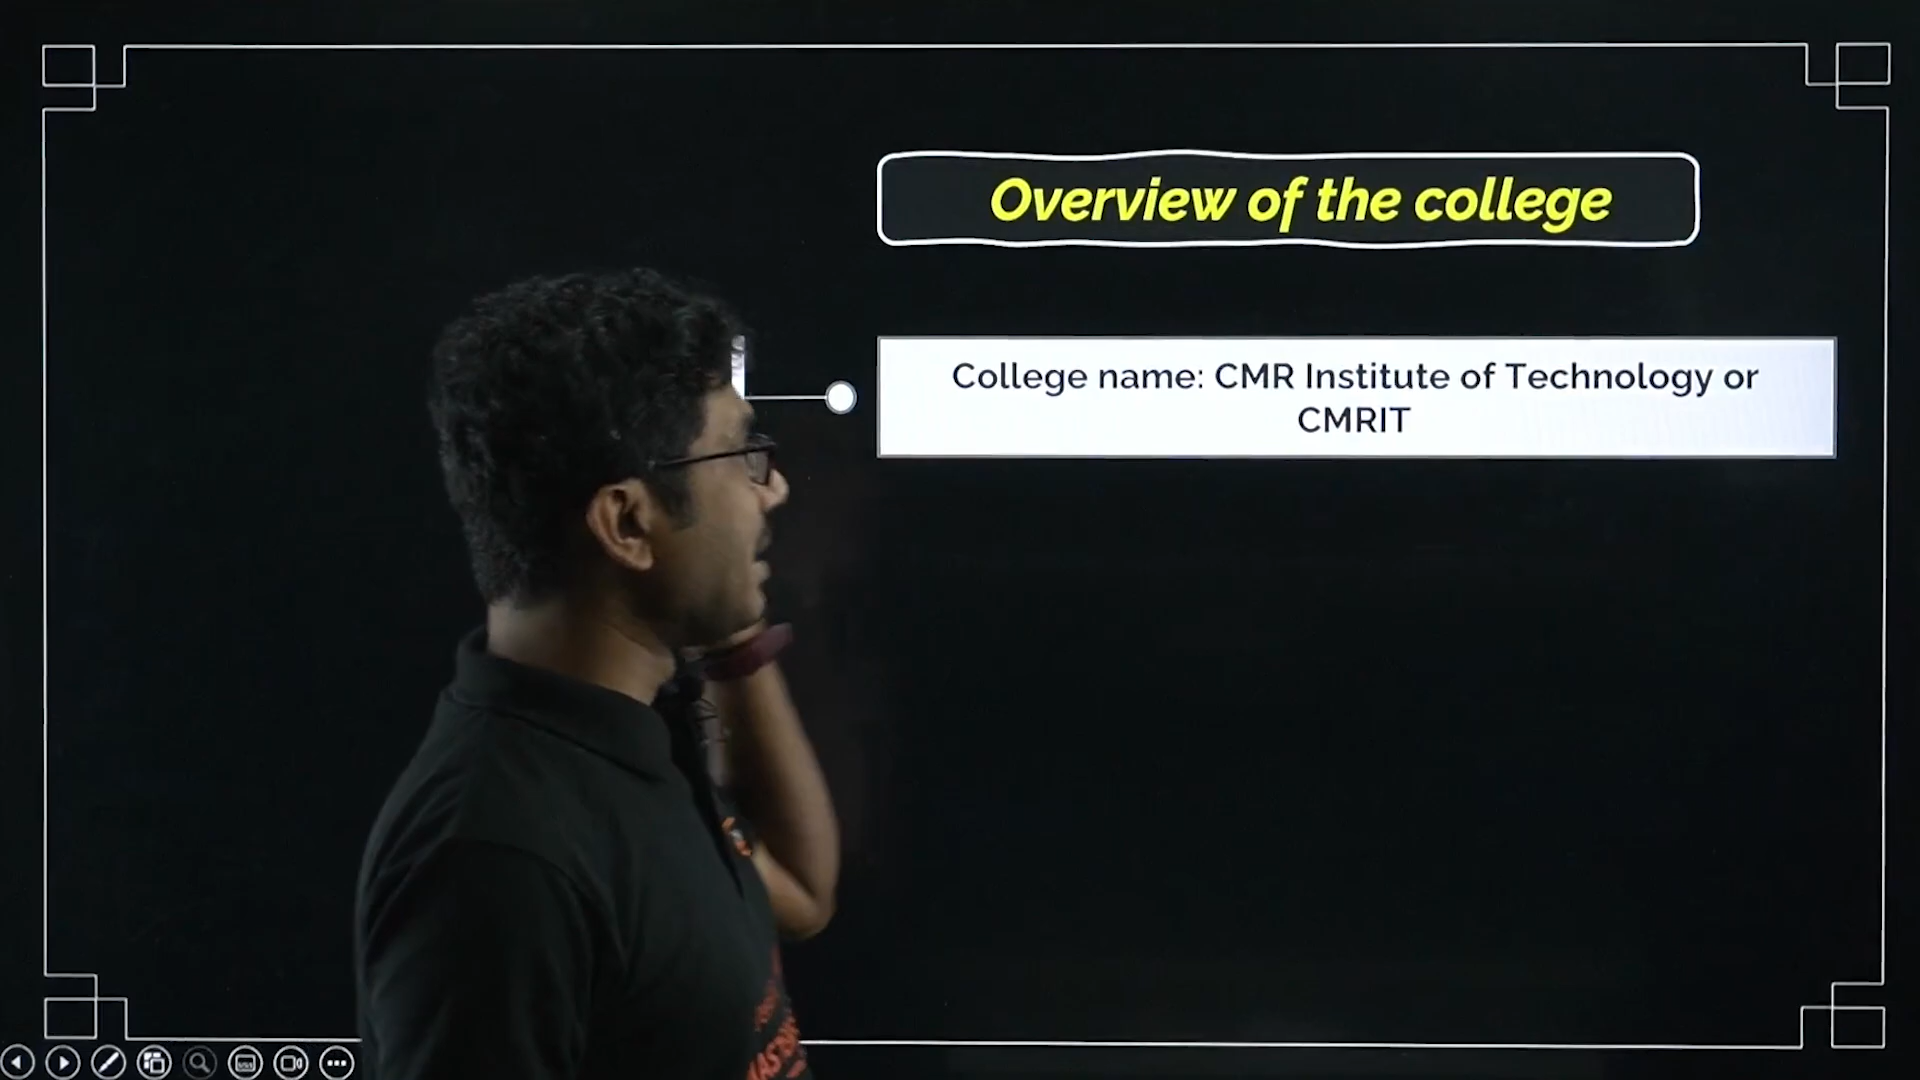 Overview of the college
College name: CMR Institute of Technology or
CMRIT